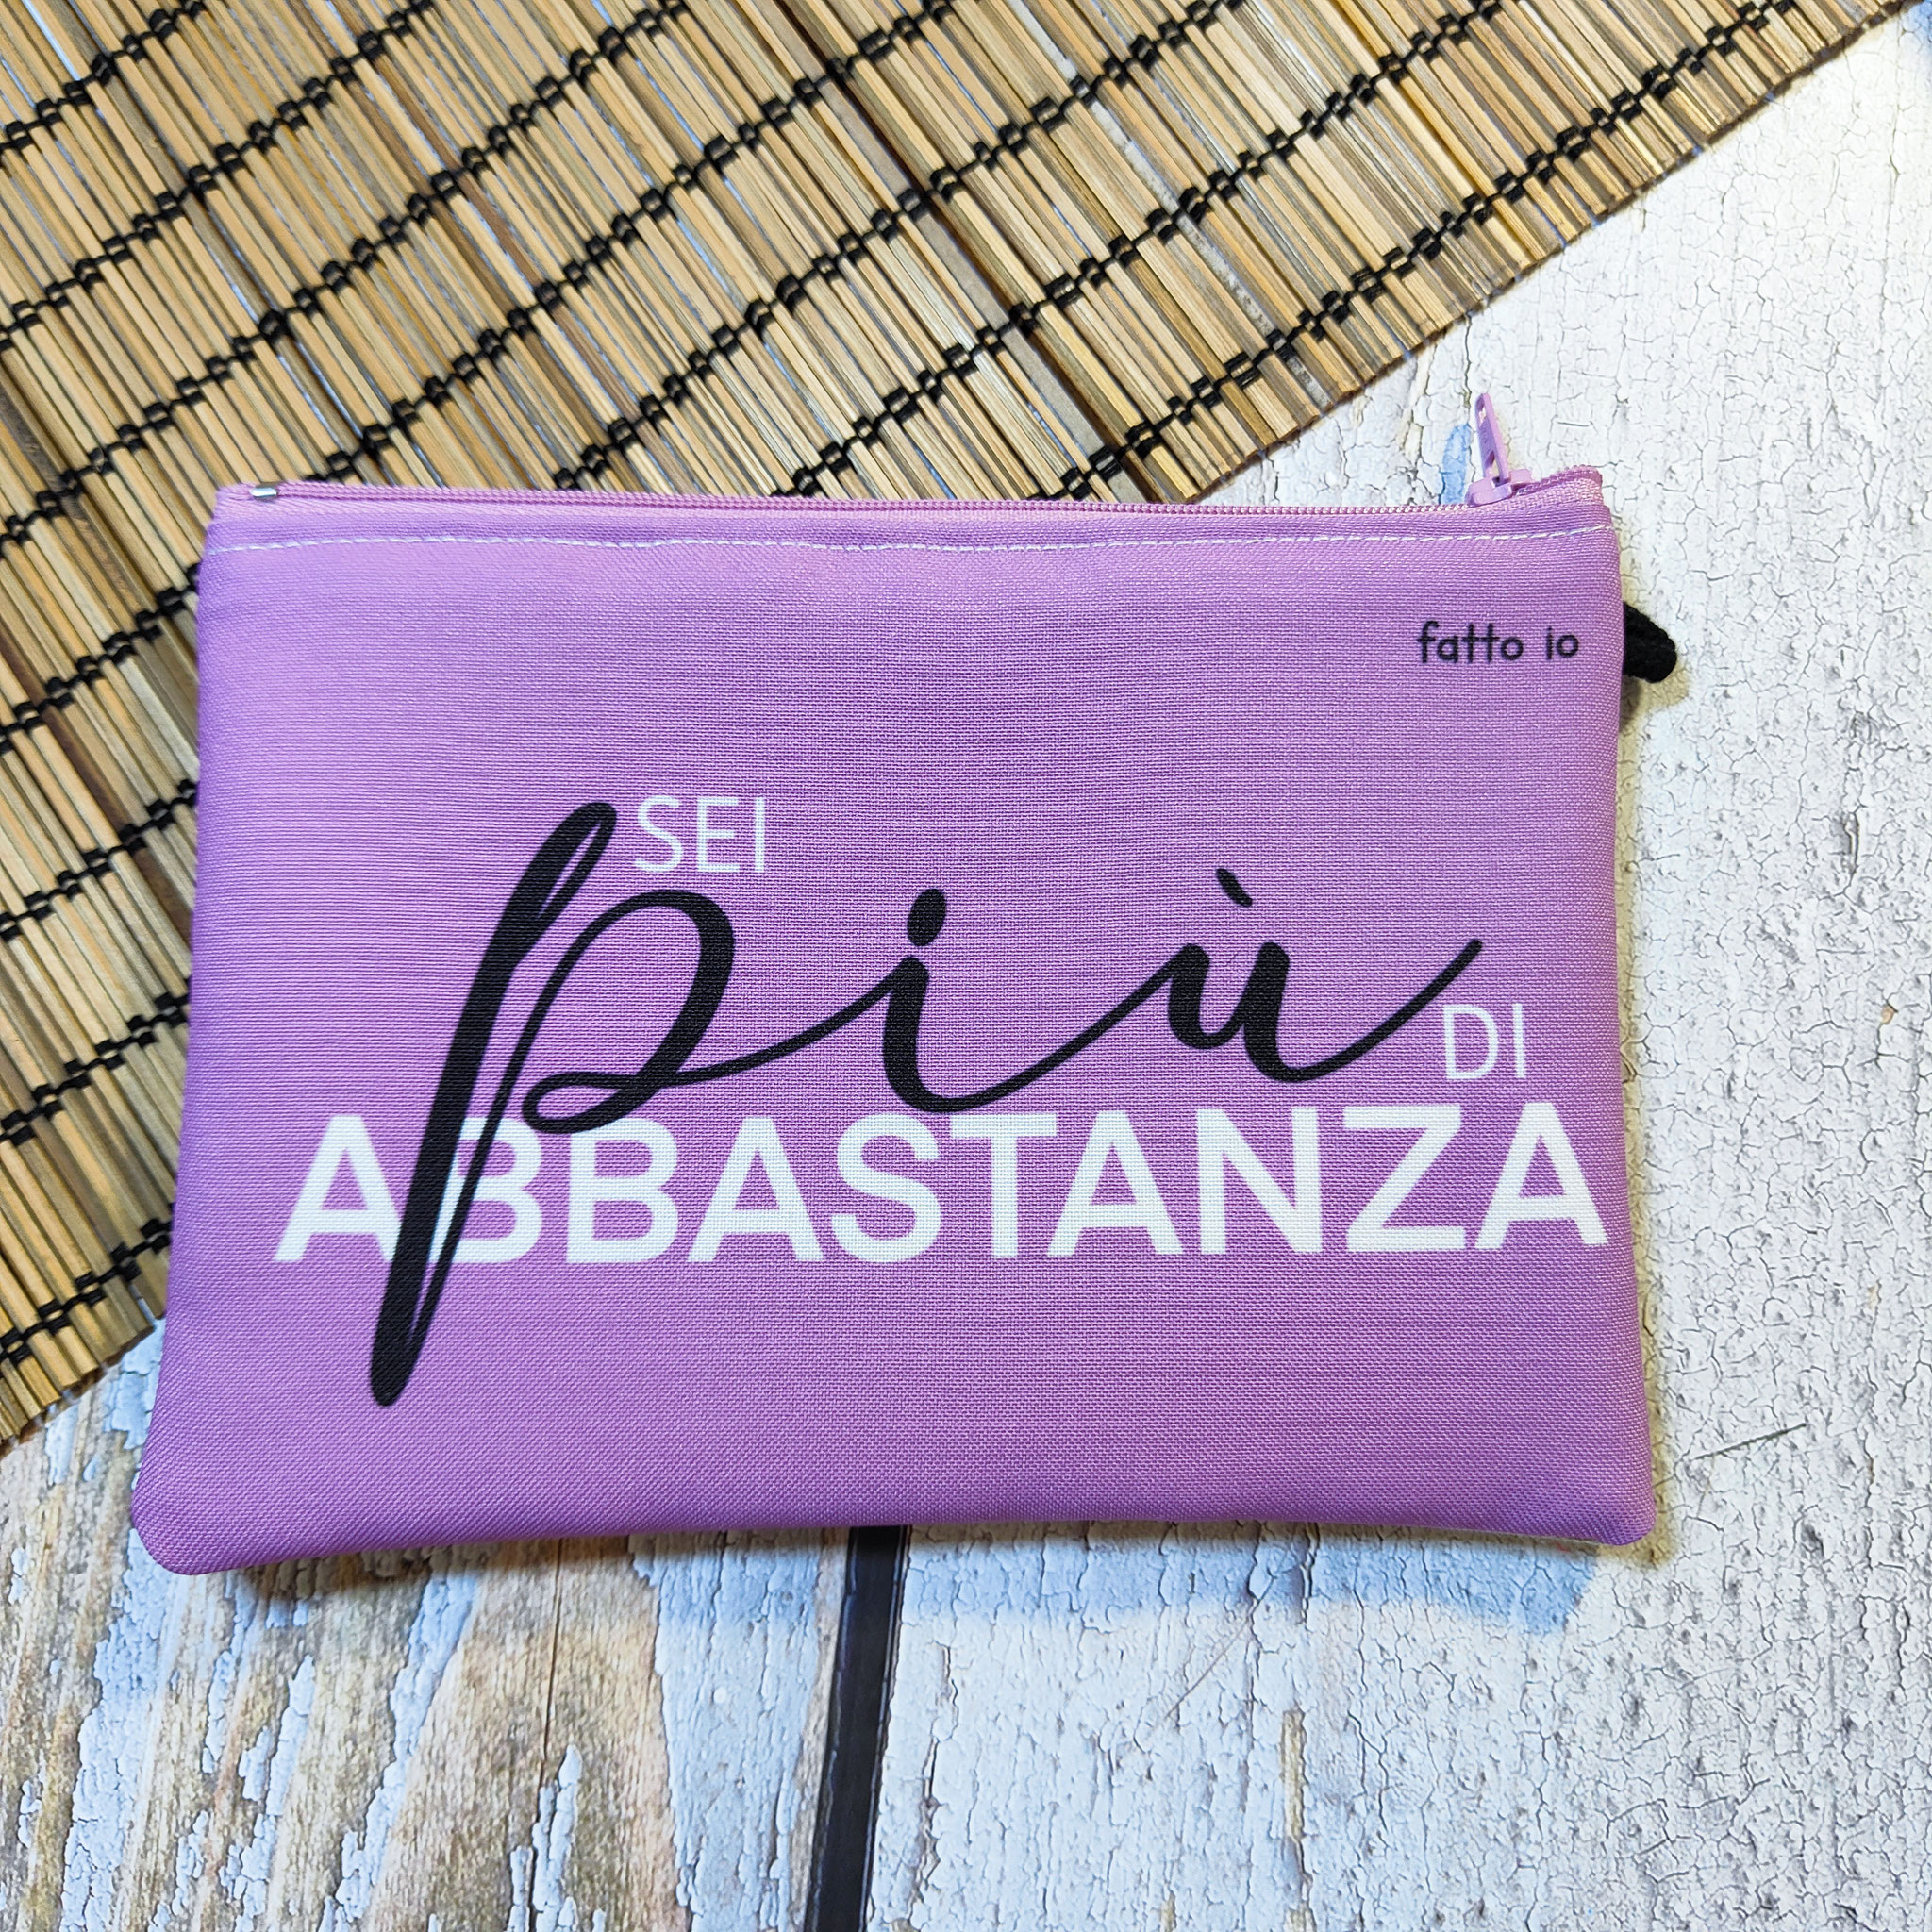 fatto io
SEI
più
DI
ABBASTANZA